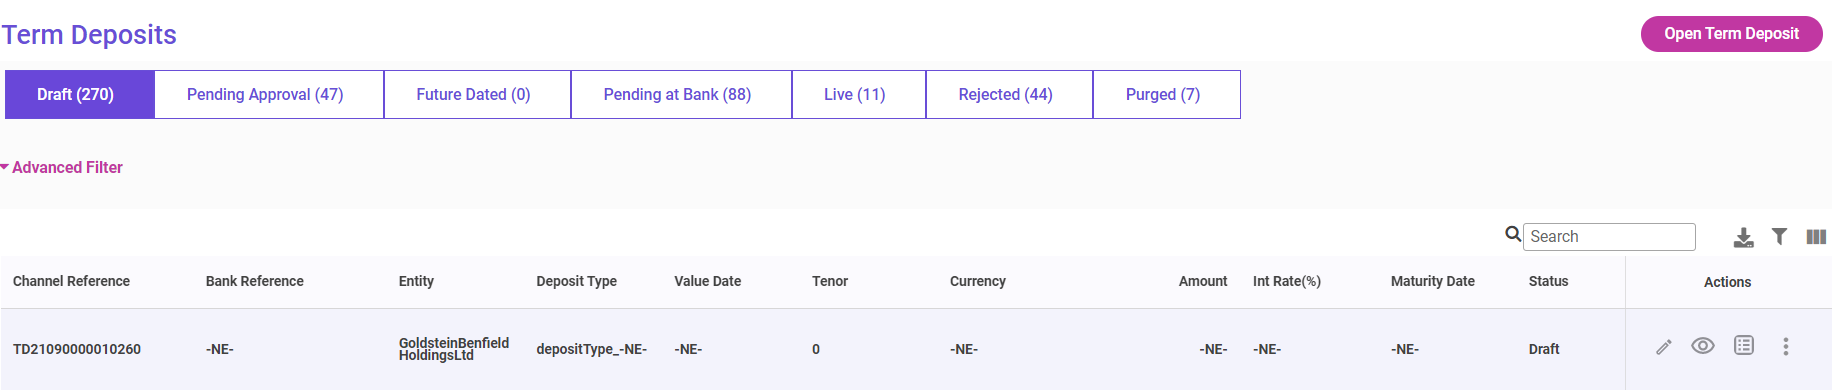 Term Deposits
Open Term Deposit
Draft (270) Pending Approval (47) Future Dated (0) Pending at Bank (88) Live (11) Rejected (44) Purged (7)
Advanced Filter
Search
Channel Reference Bank Reference Entity Deposit Type Value Date Tenor Currency Amount Int Rate(%) Maturity Date Status Actions
TD21090000010260 -NE- GoldsteinBenfield
HoldingsLtd depositType_-NE- -NE- 0 -NE- -NE- -NE- -NE- Draft